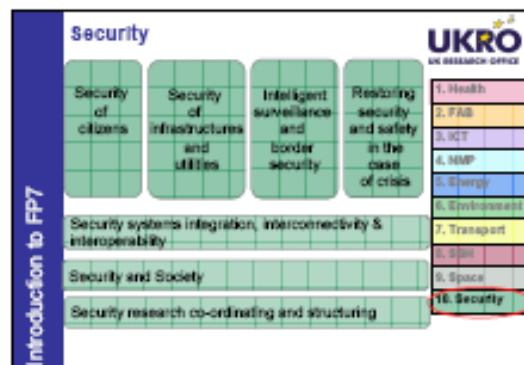 Security
UKRO
UK RESEARCH OFFICE
Security
of
citizens
Security
of
infrastructures
and
utilities
Intelligent
surveillance
and
border
security
Restoring
security
and safety
in the
case
of crisis
Security systems integration, interconnectivity &
interoperability
Security and Society
Security research co-ordinating and structuring
1. Health
2. FAB
3. ICT
4. NMP
5. Energy
6. Environment
7. Transport
8. SSH
9. Space
10. Security
Introduction to FP7